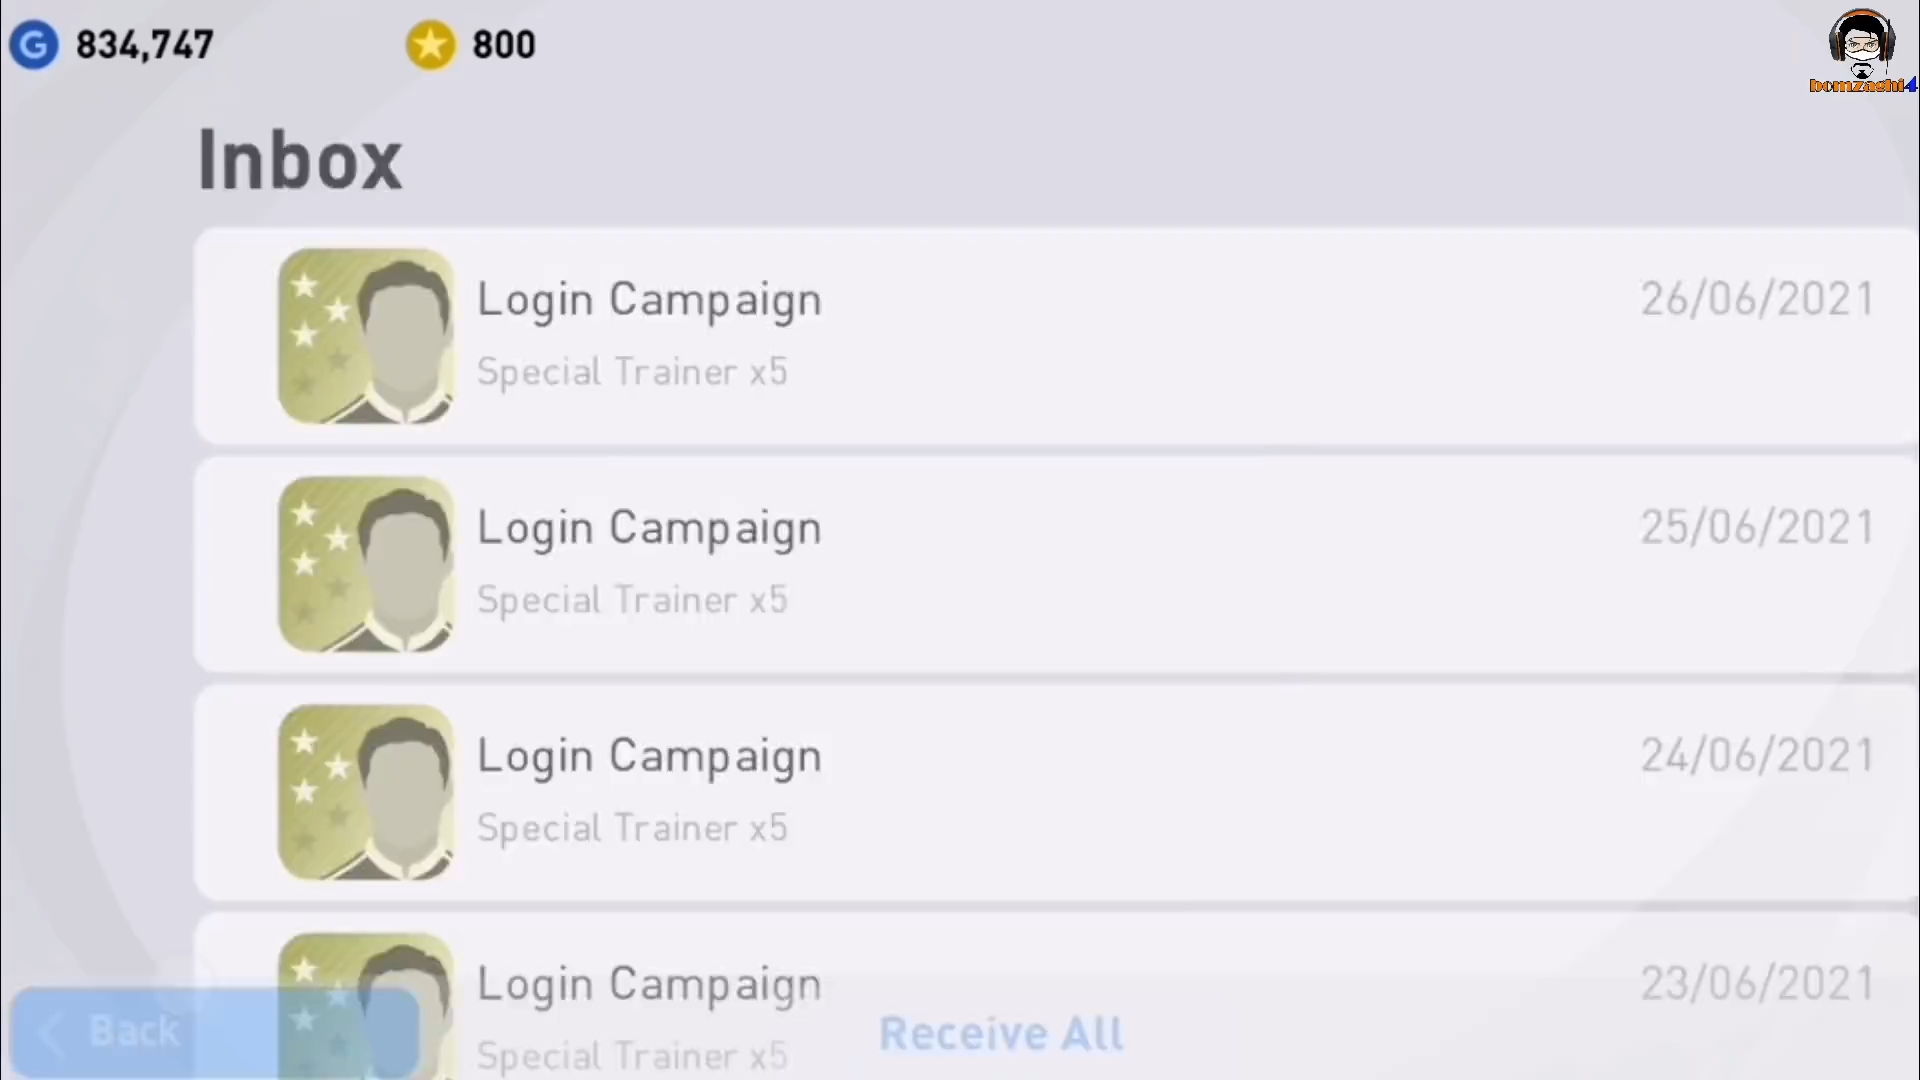 G 834,747 800
bomzaghi4
Inbox
Login Campaign 26/06/2021
Special Trainer x5
Login Campaign 25/06/2021
Special Trainer x5
Login Campaign 24/06/2021
Special Trainer x5
Login Campaign 23/06/2021
Special Trainer x5
Back
Receive All